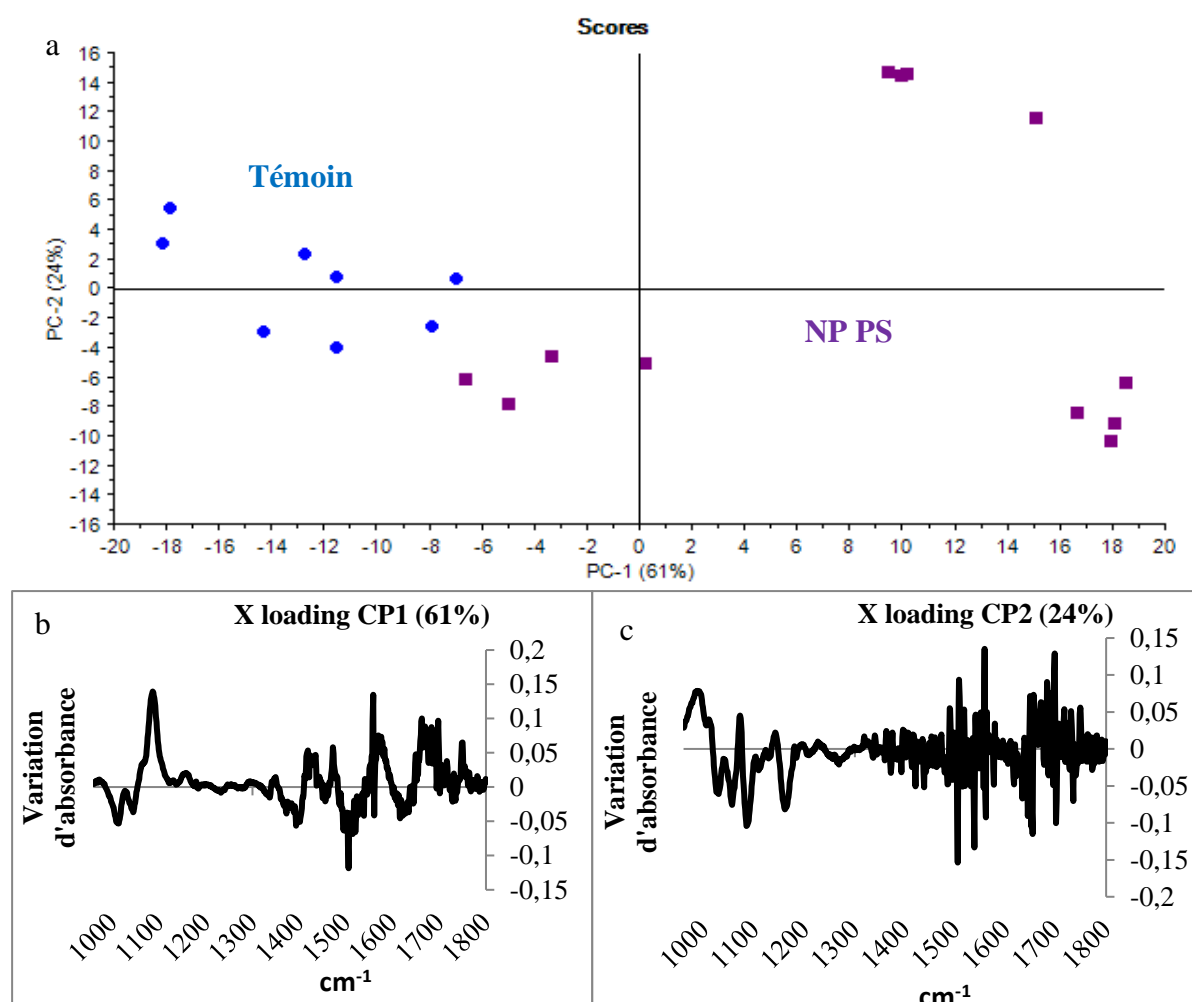 a
Scores
16
14
12
10
8
6
4
2
0
-2
-4
-6
-8
-10
-12
-14
-16
PC-2 (24%)
Témoin
NP PS
-20 -18 -16 -14 -12 -10 -8 -6 -4 -2 0 2 4 6 8 10 12 14 16 18 20
PC-1 (61%)
b
X loading CP1 (61%)
Variation
d'absorbance
0,2
0,15
0,1
0,05
0
-0,05
-0,1
-0,15
1000 1100 1200 1300 1400 1500 1600 1700 1800
cm-1
c
X loading CP2 (24%)
Variation
d'absorbance
0,15
0,1
0,05
0
-0,05
-0,1
-0,15
-0,2
1000 1100 1200 1300 1400 1500 1600 1700 1800
cm-1